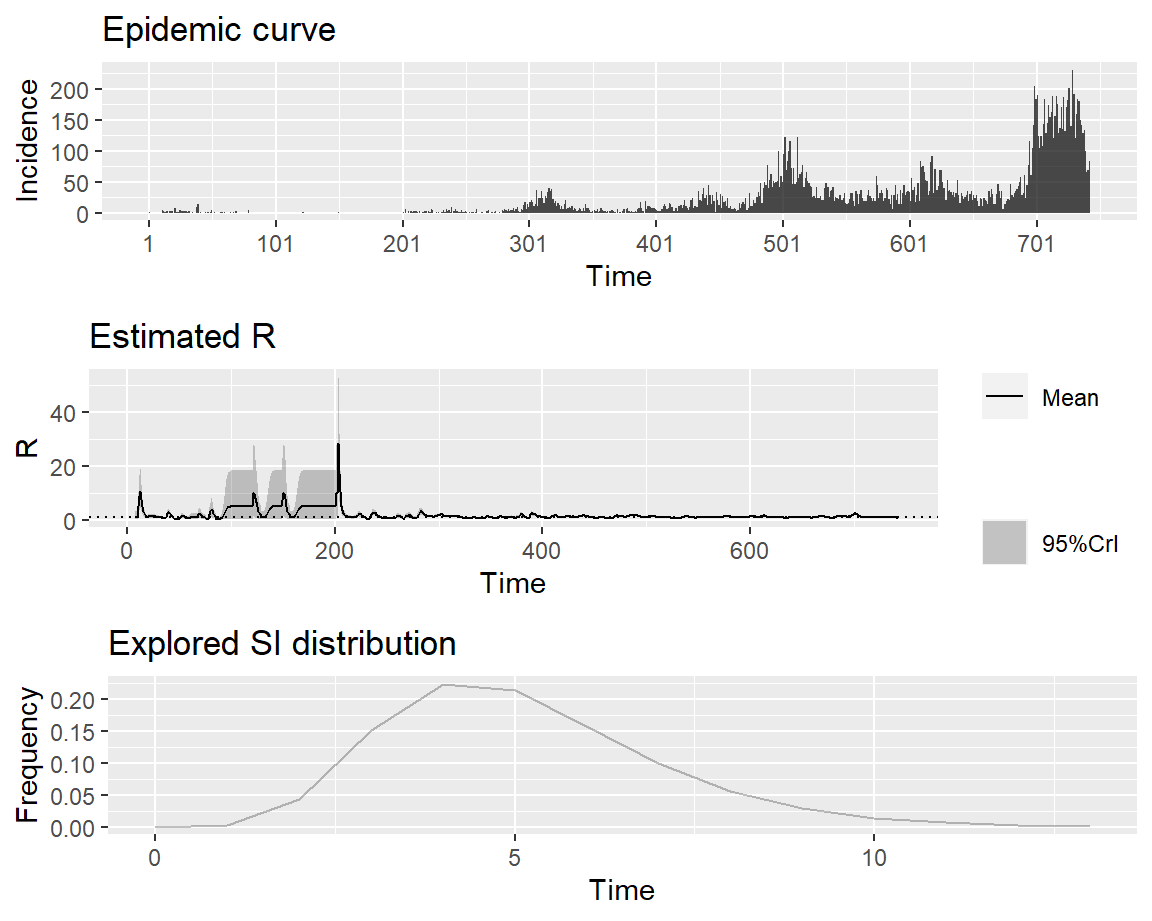 Epidemic curve
Incidence
200
150
100
50
0
1 101 201 301 401 501 601 701
Time
Estimated R
R
40
20
0
0 200 400 600
Time
Mean
95%CrI
Explored SI distribution
Frequency
0.20
0.15
0.10
0.05
0.00
0 5 10
Time